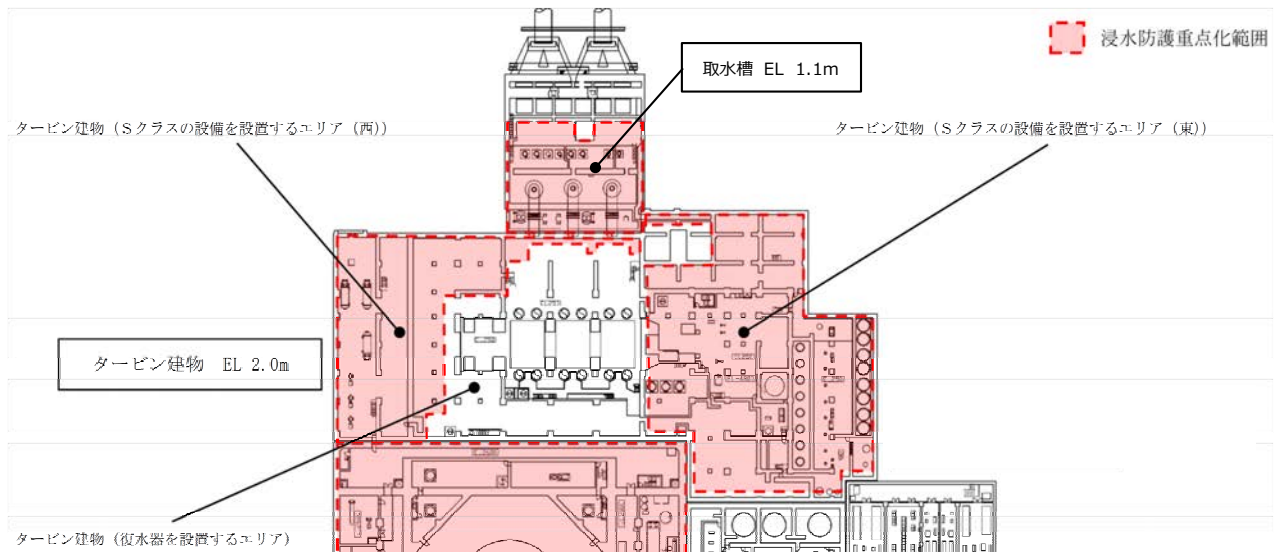 浸水防護重点化範囲
取水槽 EL 1.1m
タービン建物（Sクラスの設備を設置するエリア（西））
タービン建物（Sクラスの設備を設置するエリア（東））
タービン建物 EL 2.0m
タービン建物（復水器を設置するエリア）